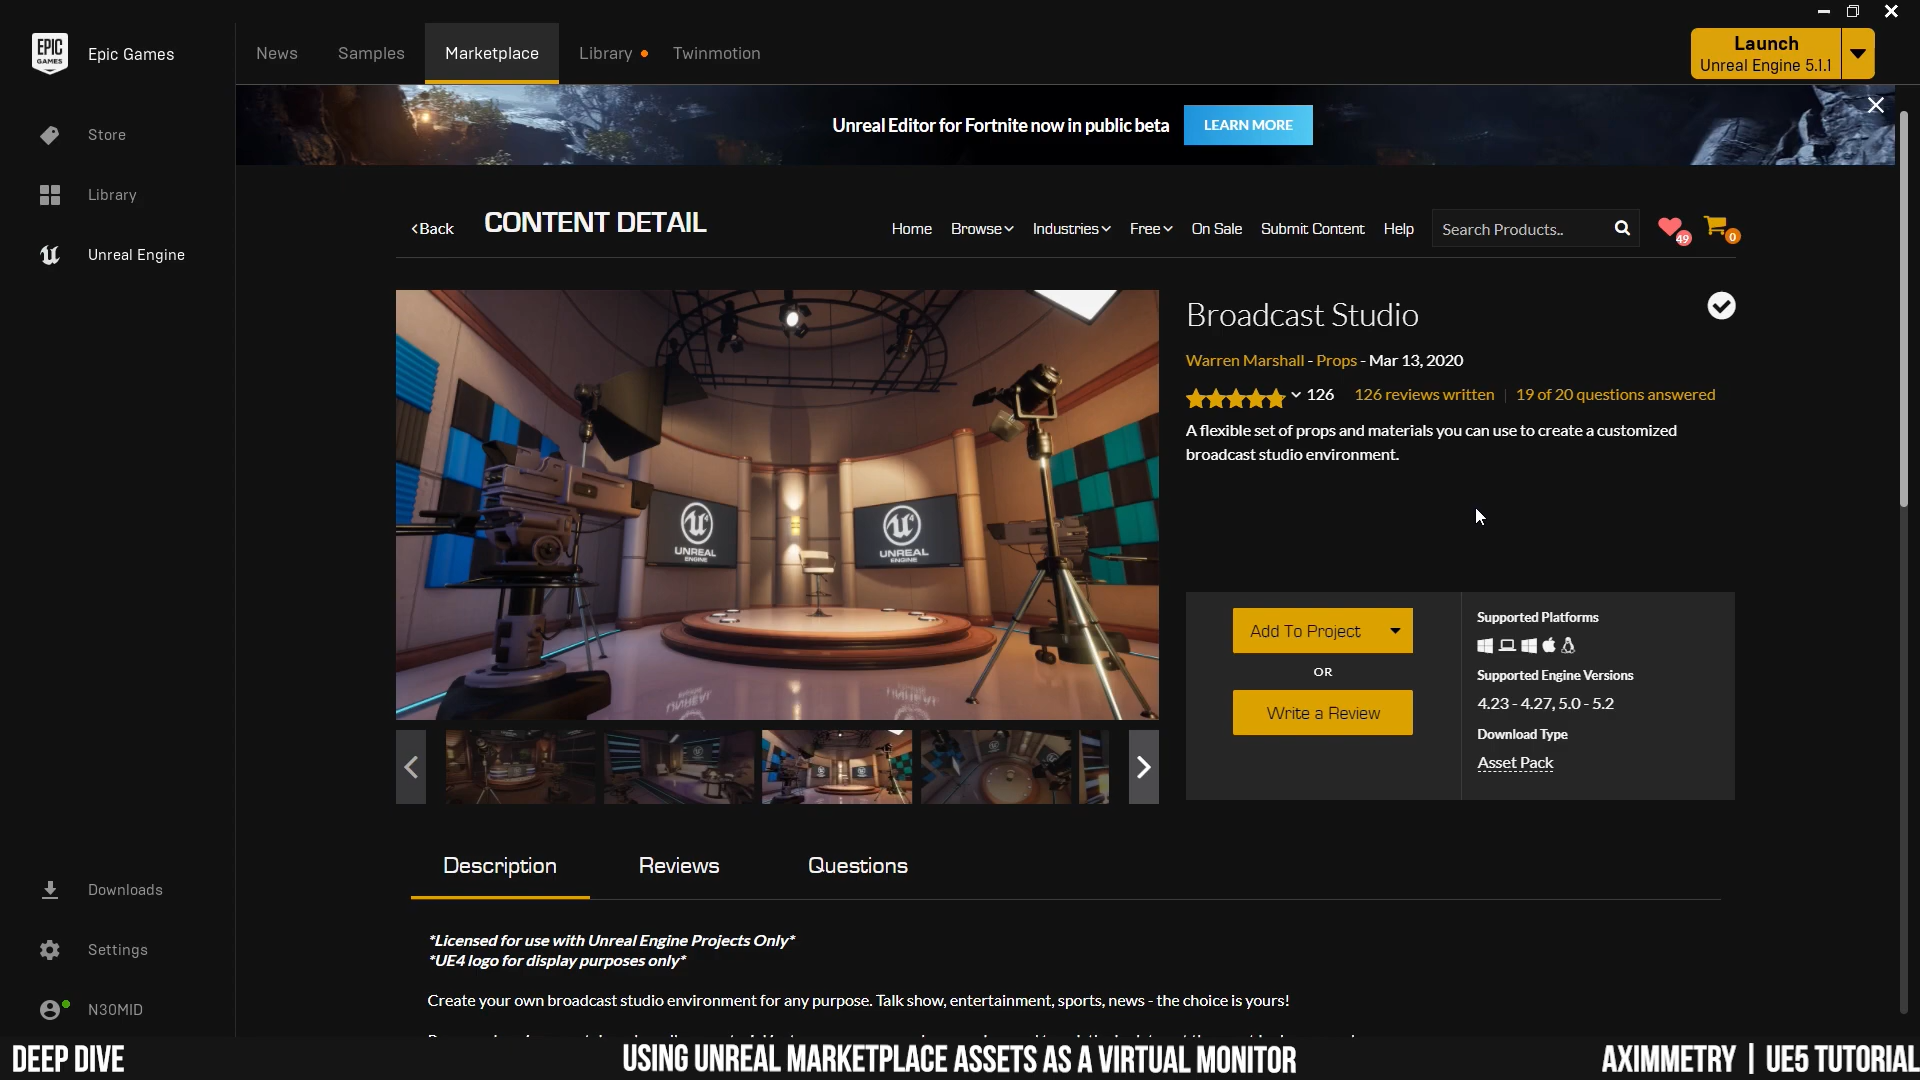 EPIC
GAMES
Epic Games
News
Samples
Marketplace
Library
Twinmotion
Launch
Unreal Engine 5.1.1
Store
Library
Unreal Engine
Unreal Editor for Fortnite now in public beta
LEARN MORE
<Back
CONTENT DETAIL
Home
Browse
Industries
Free
On Sale
Submit Content
Help
Search Products..
49
0
UNREAL
ENGINE
UNREAL
ENGINE
Broadcast Studio
Warren Marshall - Props - Mar 13, 2020
126
126 reviews written
19 of 20 questions answered
A flexible set of props and materials you can use to create a customized
broadcast studio environment.
Add To Project
OR
Write a Review
Supported Platforms
Supported Engine Versions
4.23 - 4.27, 5.0 - 5.2
Download Type
Asset Pack
Description
Reviews
Questions
*Licensed for use with Unreal Engine Projects Only*
*UE4 logo for display purposes only*
Create your own broadcast studio environment for any purpose. Talk show, entertainment, sports, news - the choice is yours!
Downloads
Settings
N30MID
DEEP DIVE
USING UNREAL MARKETPLACE ASSETS AS A VIRTUAL MONITOR
AXIMMETRY | UE5 TUTORIAL